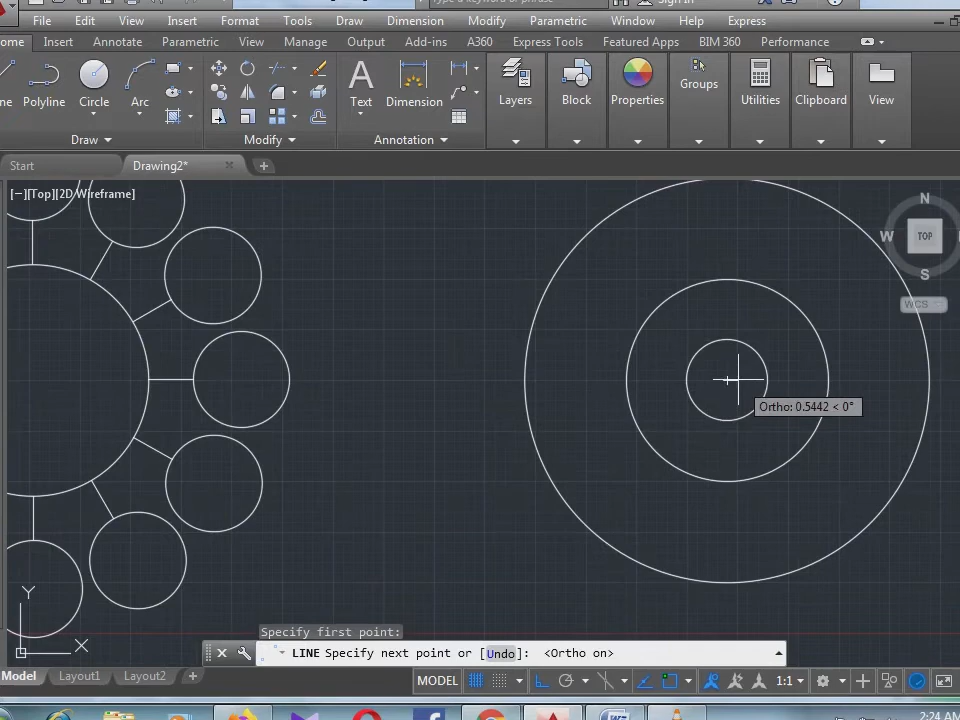 File Edit View Insert Format Tools Draw Dimension Modify Parametric Window Help Express
ome Insert Annotate Parametric View Manage Output Add-ins A360 Express Tools Featured Apps BIM 360 Performance
ne Polyline Circle Arc Text Dimension Layers Block Properties Groups Utilities Clipboard View
Draw Modify Annotation
Start Drawing2*
[−][Top][2D Wireframe]
N
W TOP
S
WCS
Ortho: 0.5442 < 0°
Y
X
Specify first point:
LINE Specify next point or [Undo]: <Ortho on>
Model Layout1 Layout2 + MODEL 1:1
2:24 AM